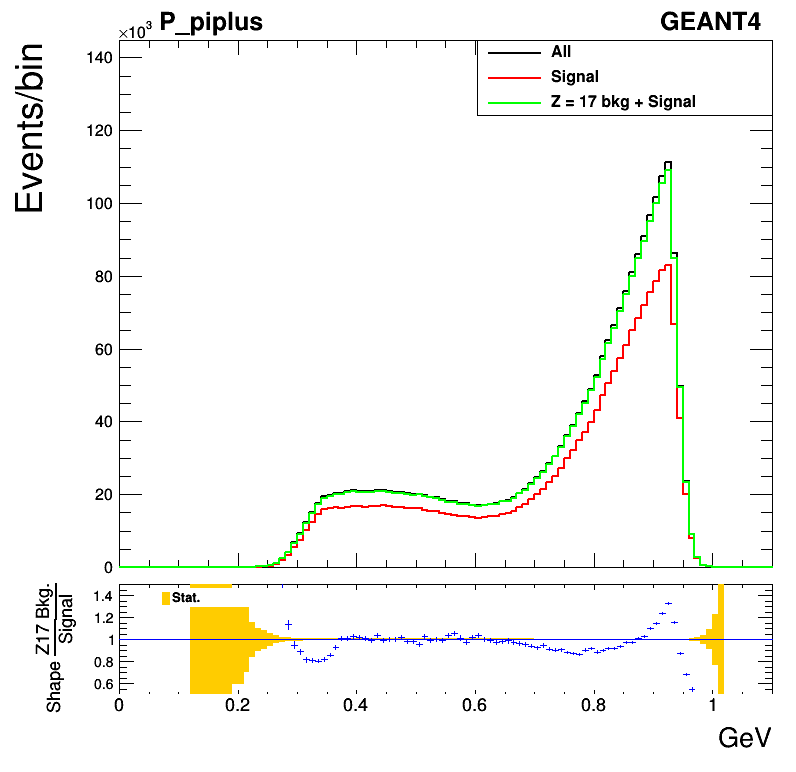 ×10³ P_piplus GEANT4
Events/bin
All
Signal
Z = 17 bkg + Signal
140
120
100
80
60
40
20
0
Shape Z17 Bkg. / Signal
Stat.
1.4
1.2
1
0.8
0.6
0 0.2 0.4 0.6 0.8 1
GeV